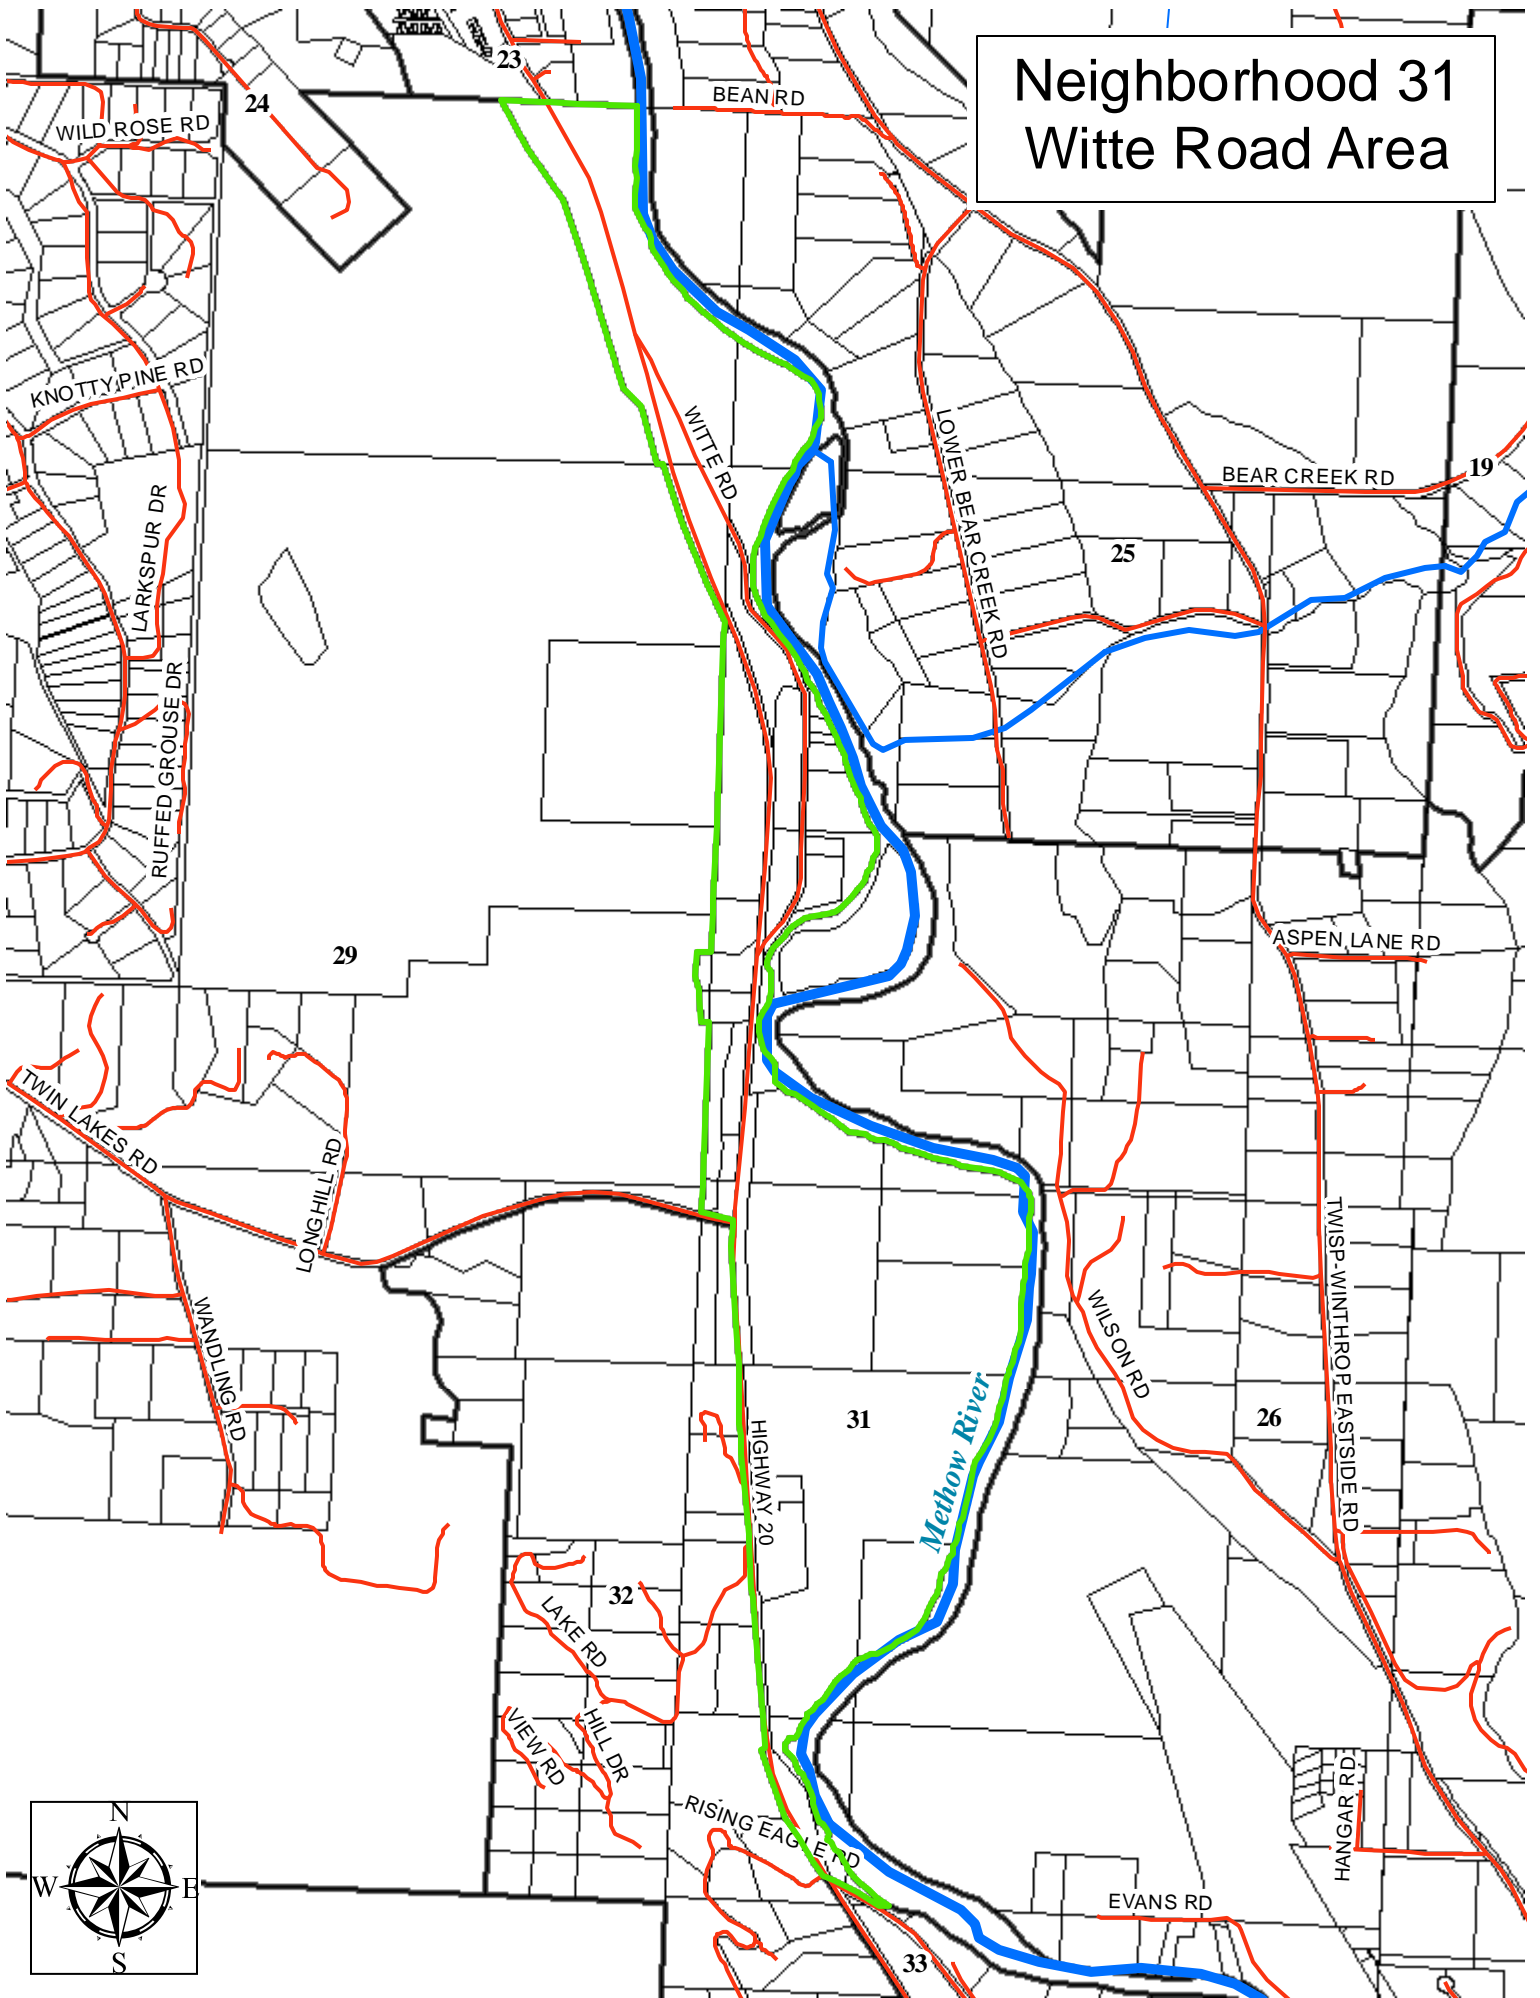 Neighborhood 31
Witte Road Area
23
24
BEAN RD
WILD ROSE RD
KNOTTY PINE RD
WITTE RD
LOWER BEAR CREEK RD
BEAR CREEK RD
19
LARKSPUR DR
25
RUFFED GROUSE DR
29
ASPEN LANE RD
TWIN LAKES RD
LONGHILL RD
WANDLING RD
WILSON RD
TWISP-WINTHROP EASTSIDE RD
HIGHWAY 20
31
Methow River
26
32
LAKE RD
VIEW RD
HILL DR
RISING EAGLE RD
HANGAR RD
EVANS RD
33
N
W
E
S